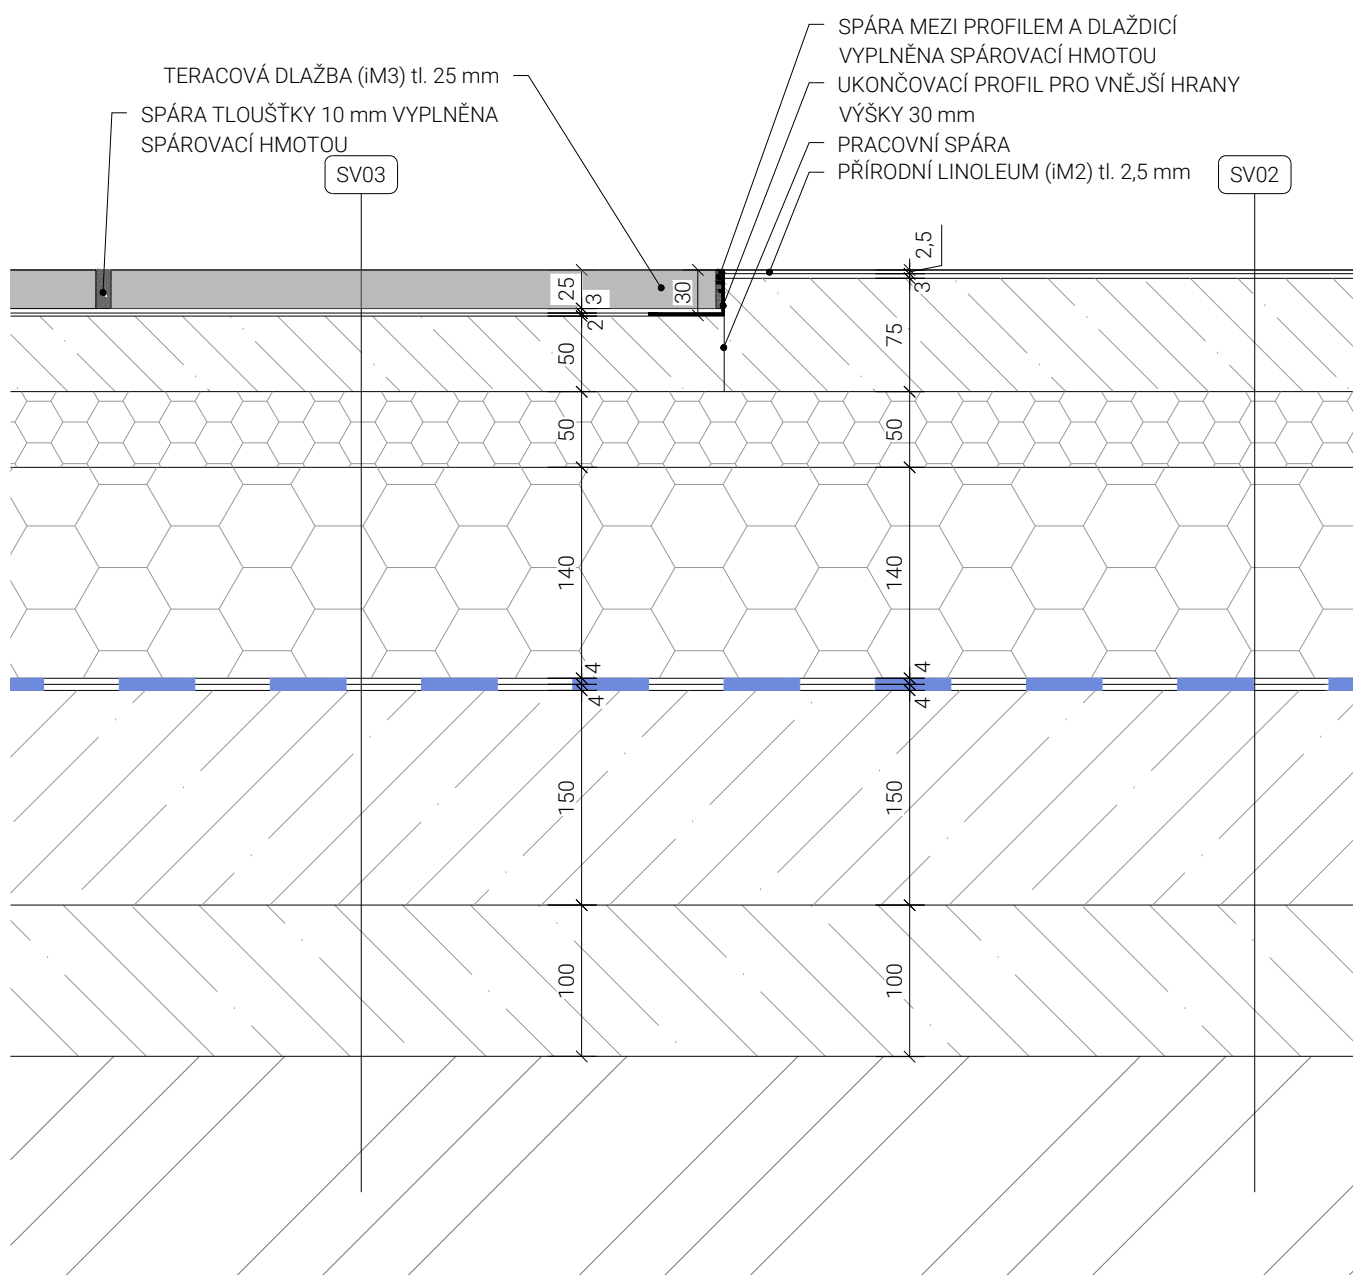 SPÁRA MEZI PROFILEM A DLAŽDICÍ
VYPLNĚNA SPÁROVACÍ HMOTOU
UKONČOVACÍ PROFIL PRO VNĚJŠÍ HRANY
VÝŠKY 30 mm
PRACOVNÍ SPÁRA
PŘÍRODNÍ LINOLEUM (iM2) tl. 2,5 mm
TERACOVÁ DLAŽBA (iM3) tl. 25 mm
SPÁRA TLOUŠŤKY 10 mm VYPLNĚNA
SPÁROVACÍ HMOTOU
SV03
SV02
25
3
2
30
50
50
140
4
4
150
100
2,5
3
75
50
140
4
4
150
100